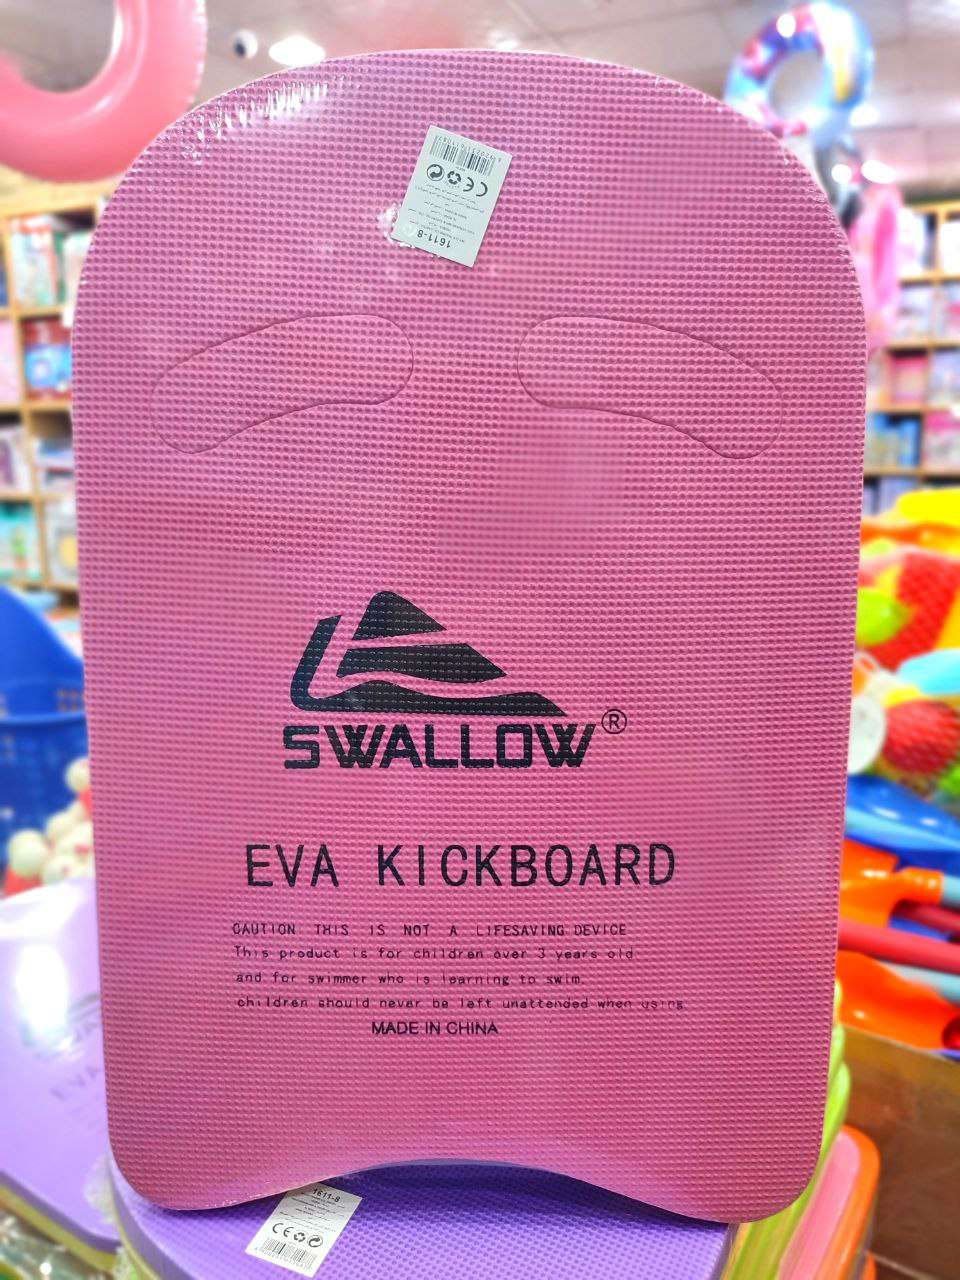 1611-8
SWALLOW®
EVA KICKBOARD
CAUTION THIS IS NOT A LIFESAVING DEVICE
This product is for children over 3 years old
and for swimmer who is learning to swim.
children should never be left unattended when using
MADE IN CHINA
1611-8